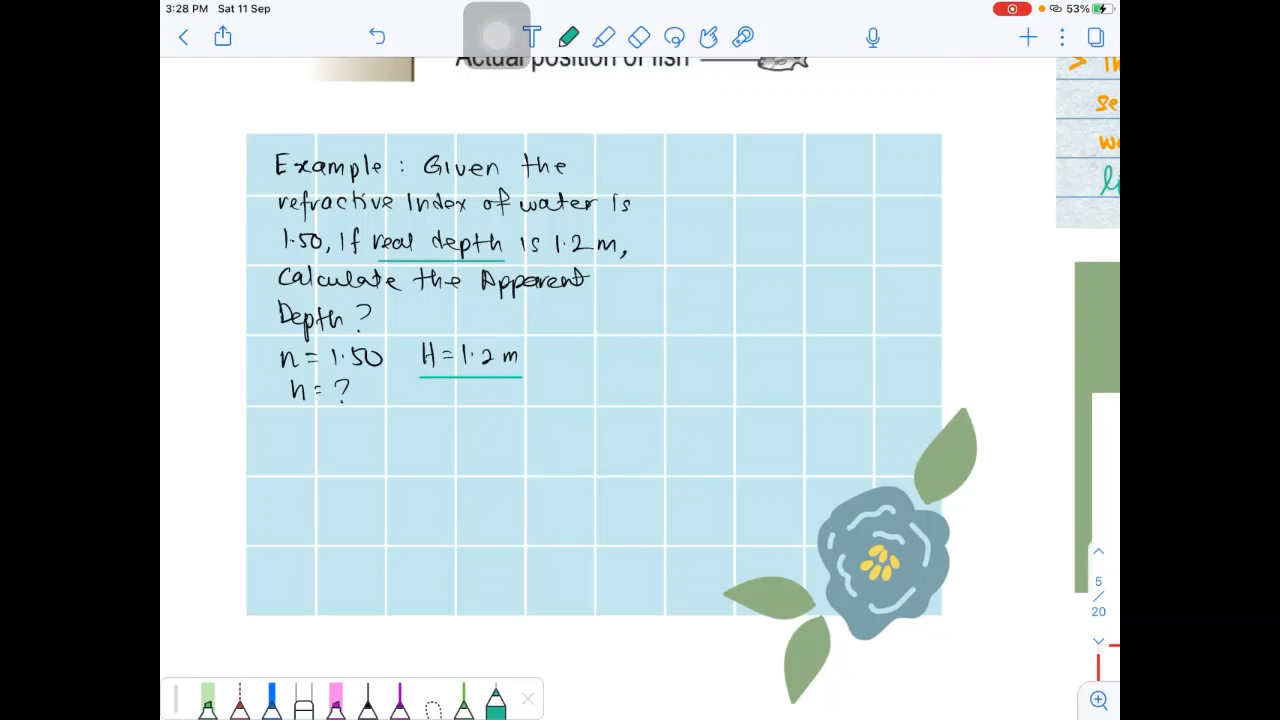 3:28 PM Sat 11 Sep
53%
T
Actual position of fish
Example : Given the
refractive index of water is
1.50, If real depth is 1.2 m,
Calculate the Apparent
Depth ?
n = 1.50 H = 1.2 m
h = ?
5
/
20